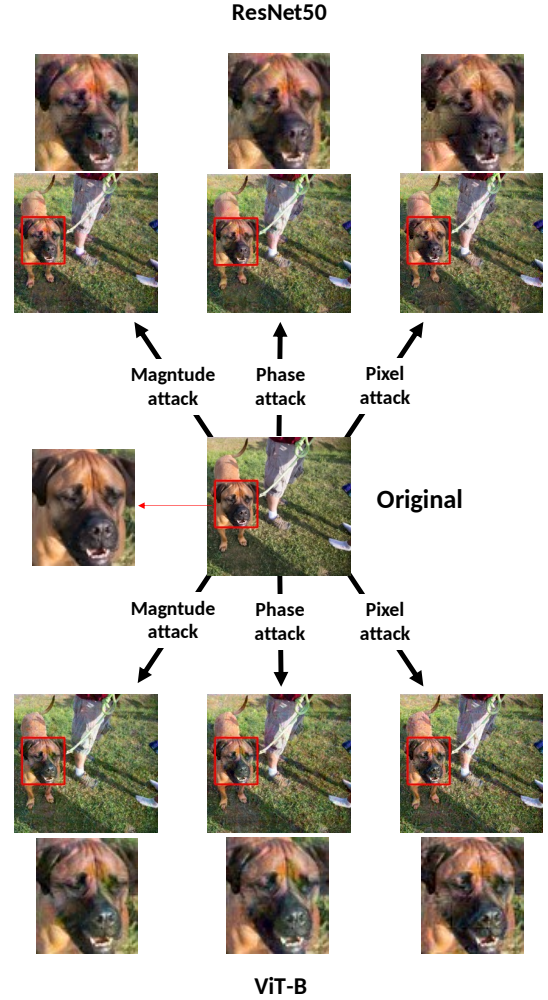 ResNet50
Magntude
attack
Phase
attack
Pixel
attack
Original
Magntude
attack
Phase
attack
Pixel
attack
ViT-B